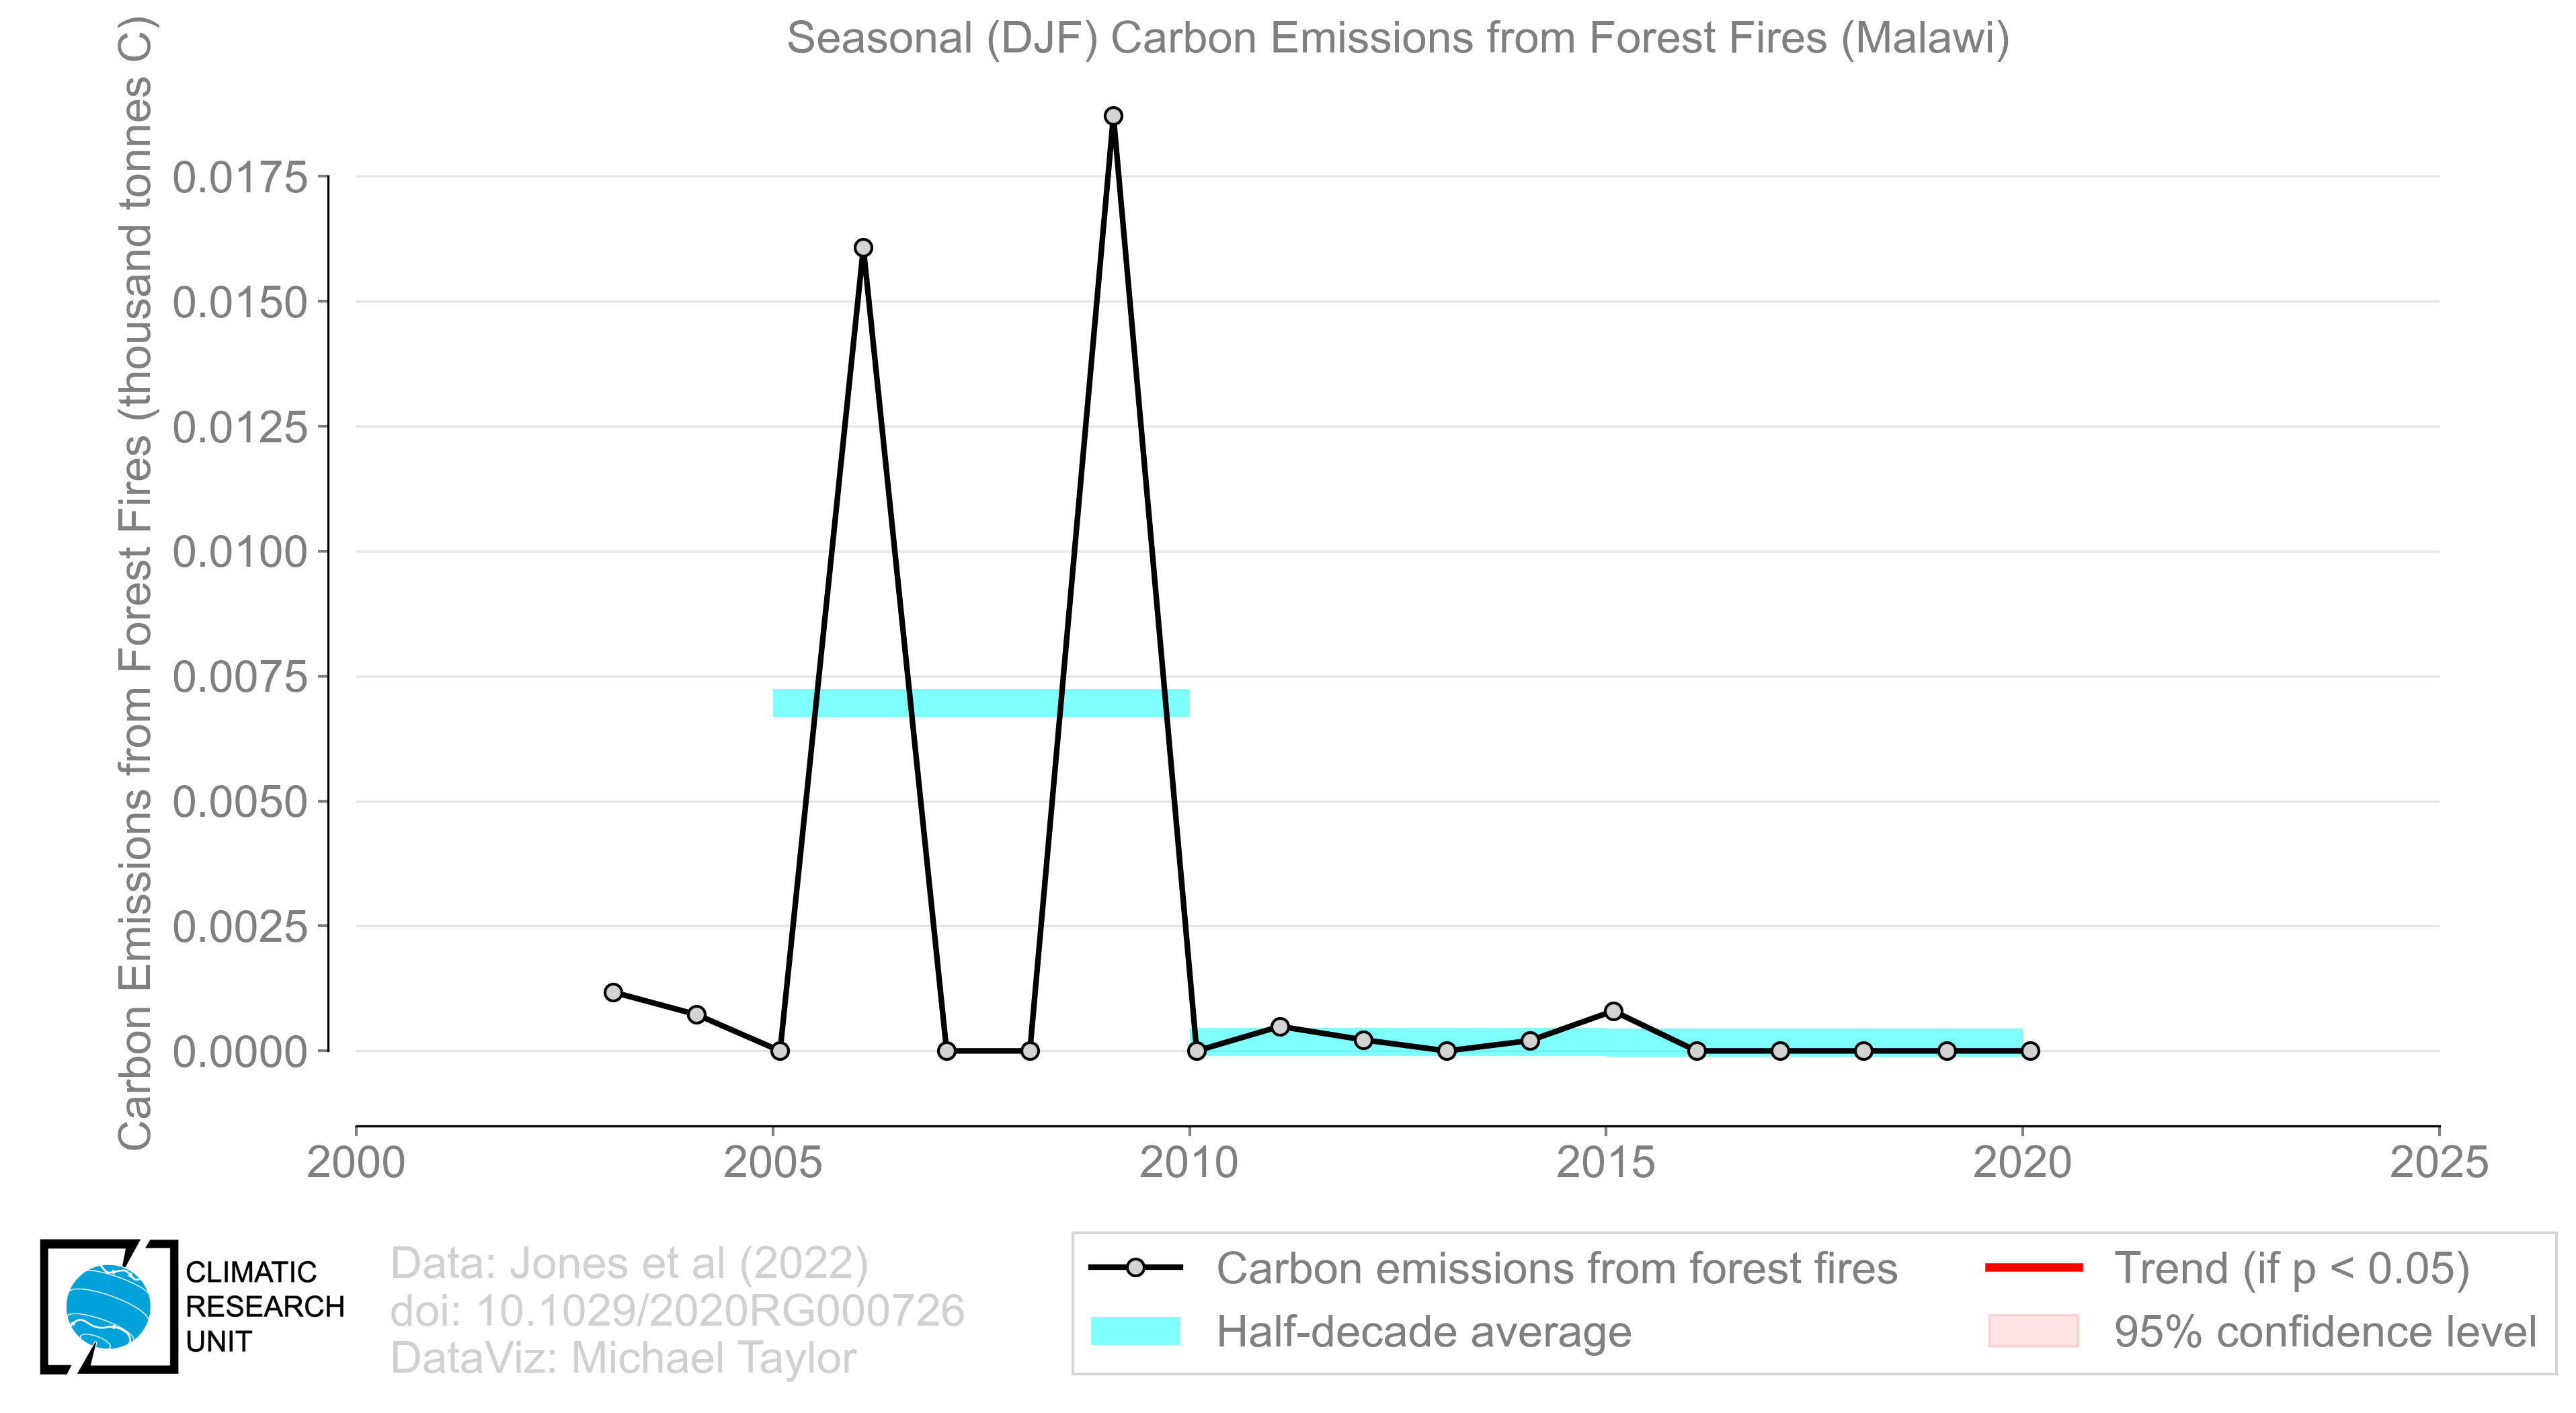 Seasonal (DJF) Carbon Emissions from Forest Fires (Malawi)
Carbon Emissions from Forest Fires (thousand tonnes C)
0.0175
0.0150
0.0125
0.0100
0.0075
0.0050
0.0025
0.0000
2000 2005 2010 2015 2020 2025
CLIMATIC
RESEARCH
UNIT
Data: Jones et al (2022)
doi: 10.1029/2020RG000726
DataViz: Michael Taylor
Carbon emissions from forest fires
Half-decade average
Trend (if p < 0.05)
95% confidence level